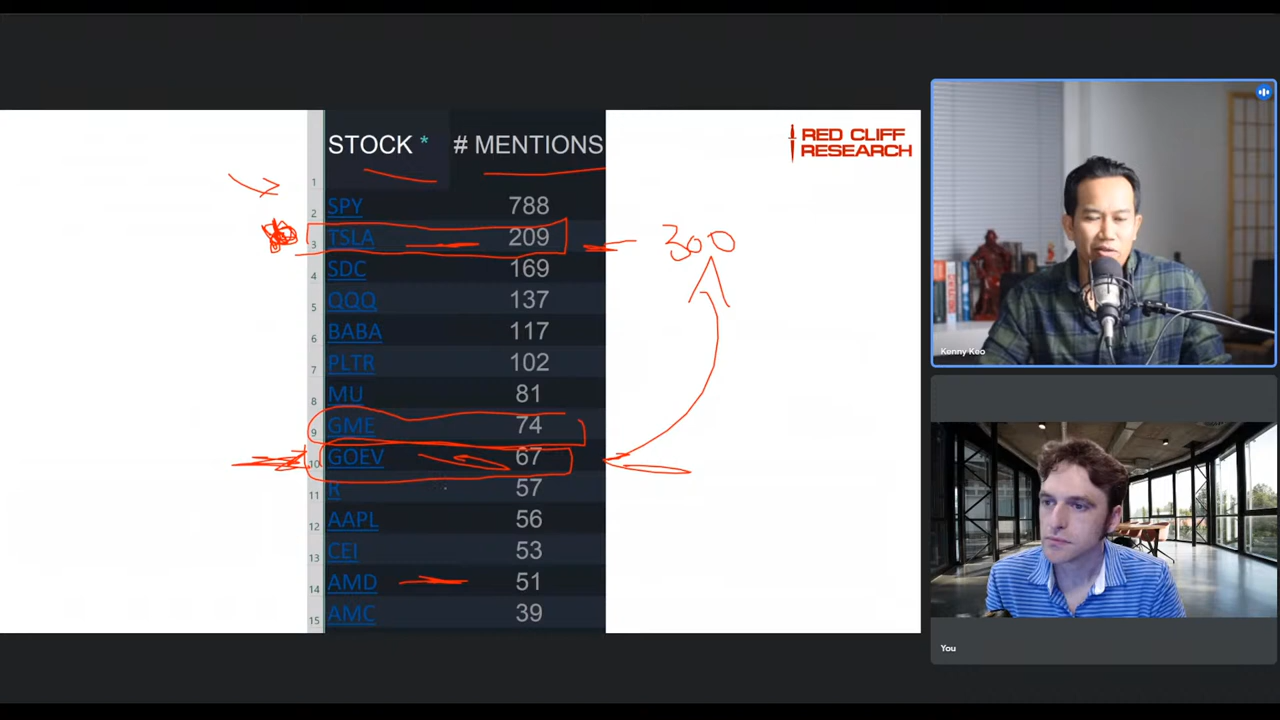 STOCK * # MENTIONS
RED CLIFF
RESEARCH
1
2 SPY 788
3 TSLA 209 300
4 SDC 169
5 QQQ 137
6 BABA 117
7 PLTR 102
8 MU 81
9 GME 74
10 GOEV 67
11 R 57
12 AAPL 56
13 CEI 53
14 AMD 51
15 AMC 39
Kenny Keo
You